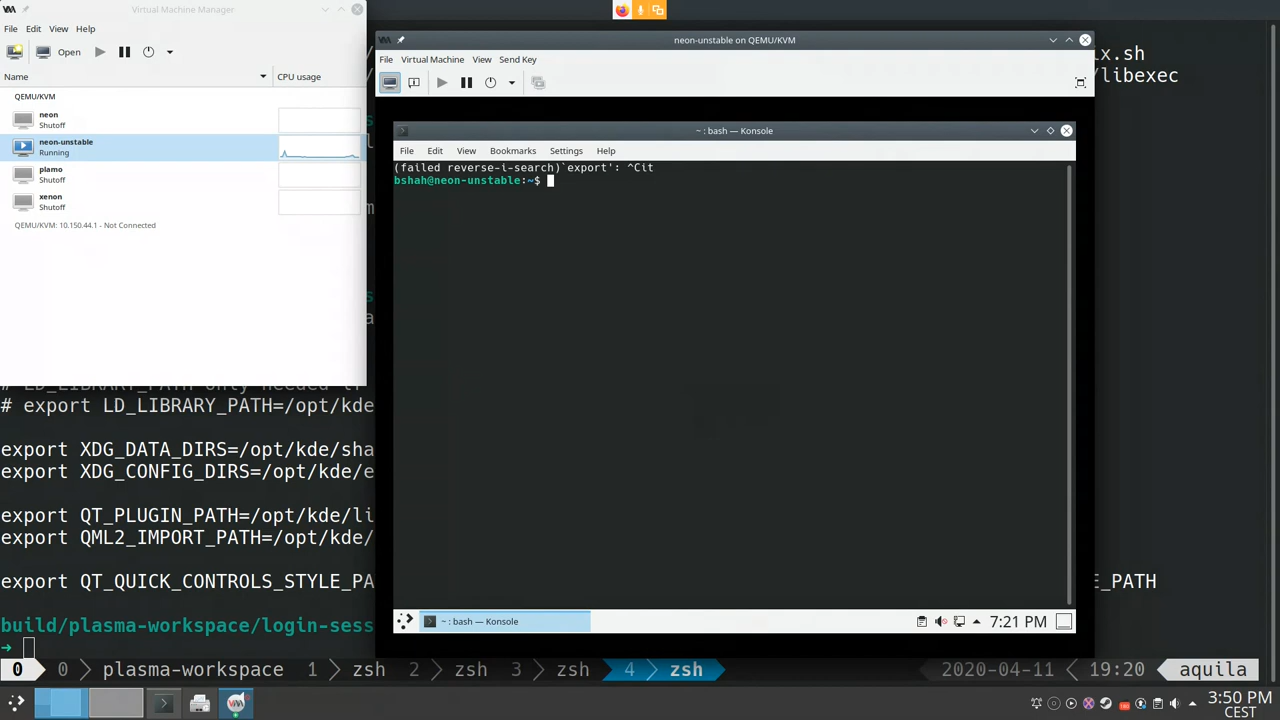 Virtual Machine Manager
File Edit View Help
Open
Name CPU usage
QEMU/KVM
neon
Shutoff
neon-unstable
Running
plamo
Shutoff
xenon
Shutoff
QEMU/KVM: 10.150.44.1 - Not Connected
neon-unstable on QEMU/KVM
File Virtual Machine View Send Key
~ : bash — Konsole
File Edit View Bookmarks Settings Help
(failed reverse-i-search)`export': ^Cit
bshah@neon-unstable:~$
~ : bash — Konsole
7:21 PM
ix.sh
/libexec
# export LD_LIBRARY_PATH=/opt/kde
export XDG_DATA_DIRS=/opt/kde/sha
export XDG_CONFIG_DIRS=/opt/kde/e
export QT_PLUGIN_PATH=/opt/kde/li
export QML2_IMPORT_PATH=/opt/kde/
export QT_QUICK_CONTROLS_STYLE_PA E_PATH
build/plasma-workspace/login-sess
➜
0 0 plasma-workspace 1 zsh 2 zsh 3 zsh 4 zsh 2020-04-11 19:20 aquila
3:50 PM
CEST